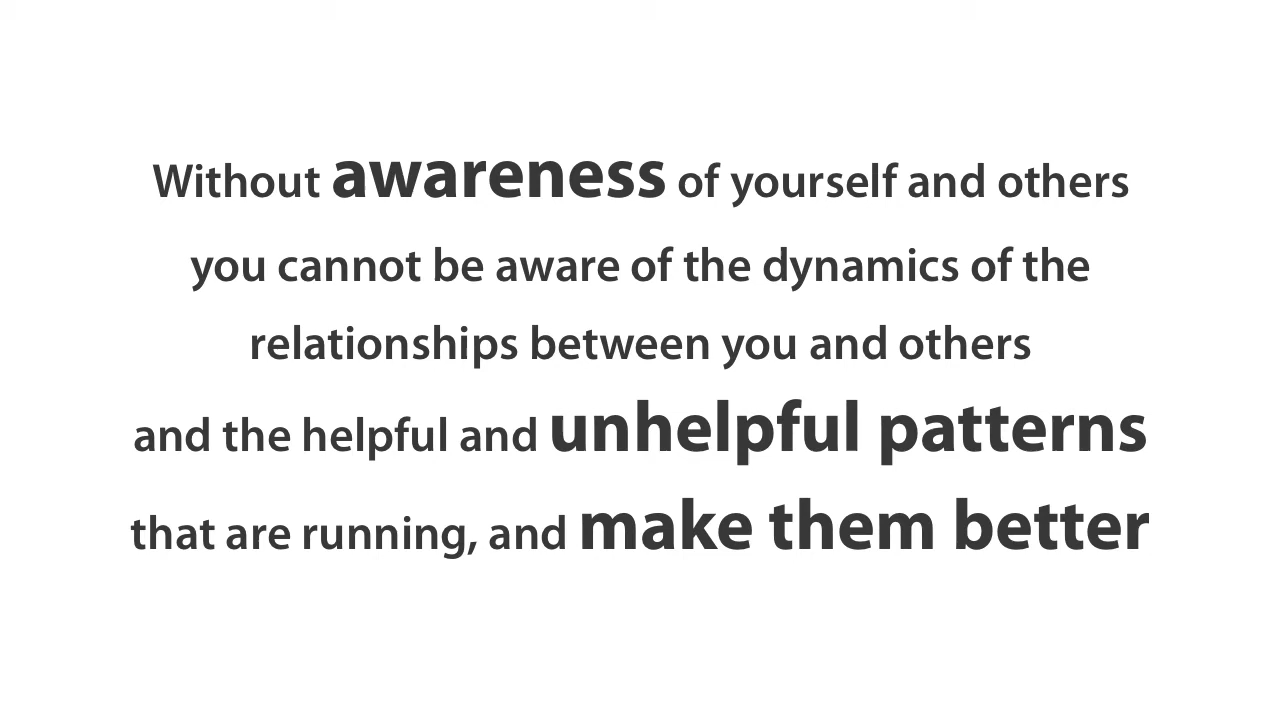 Without awareness of yourself and others
you cannot be aware of the dynamics of the
relationships between you and others
and the helpful and unhelpful patterns
that are running, and make them better